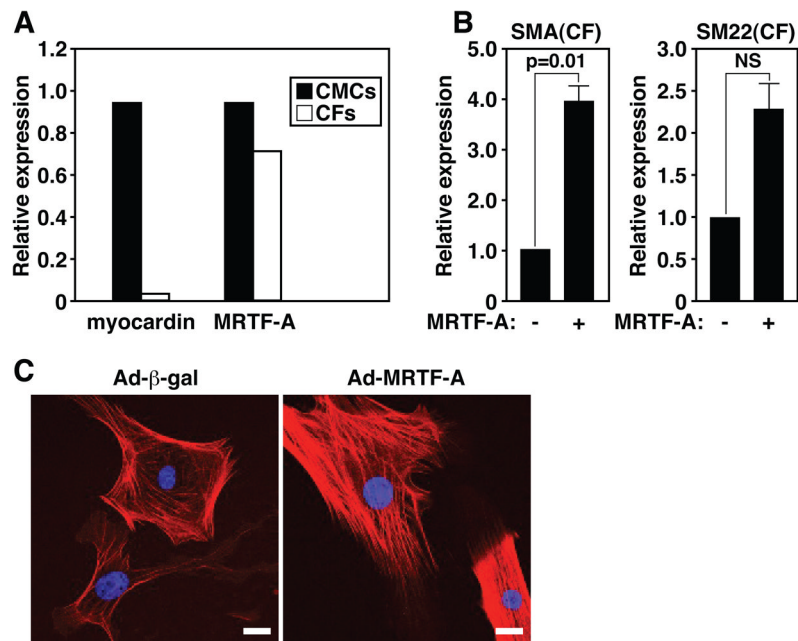 A
Relative expression
1.2
1.0
0.8
0.6
0.4
0.2
0
CMCs
CFs
myocardin MRTF-A
B
SMA(CF)
p=0.01
Relative expression
5.0
4.0
3.0
2.0
1.0
0
MRTF-A: - +
SM22(CF)
NS
Relative expression
3.0
2.5
2.0
1.5
1.0
0.5
0
MRTF-A: - +
C
Ad-β-gal
Ad-MRTF-A